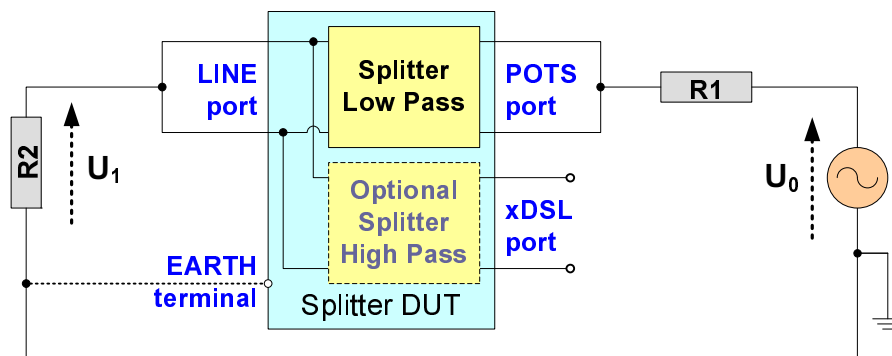 LINE
port
Splitter
Low Pass
POTS
port
R1
R2
U1
U0
Optional
Splitter
High Pass
xDSL
port
EARTH
terminal
Splitter DUT